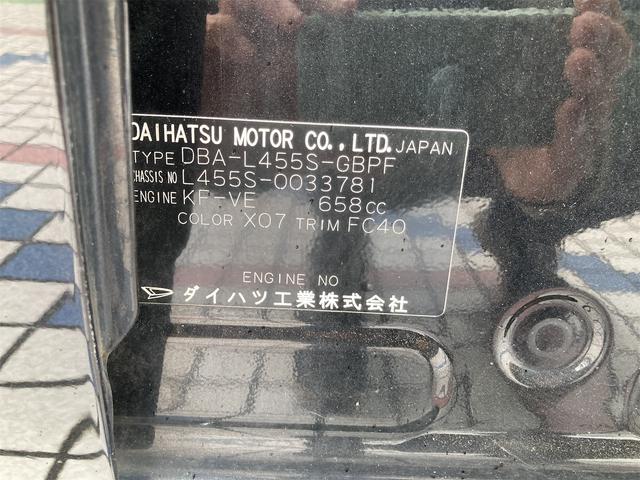 DAIHATSU MOTOR CO., LTD. JAPAN
TYPE DBA-L455S-GBPF
CHASSIS NO L455S-0033781
ENGINE KF-VE 658CC
COLOR X07 TRIM FC40
ENGINE NO
ダイハツ工業株式会社